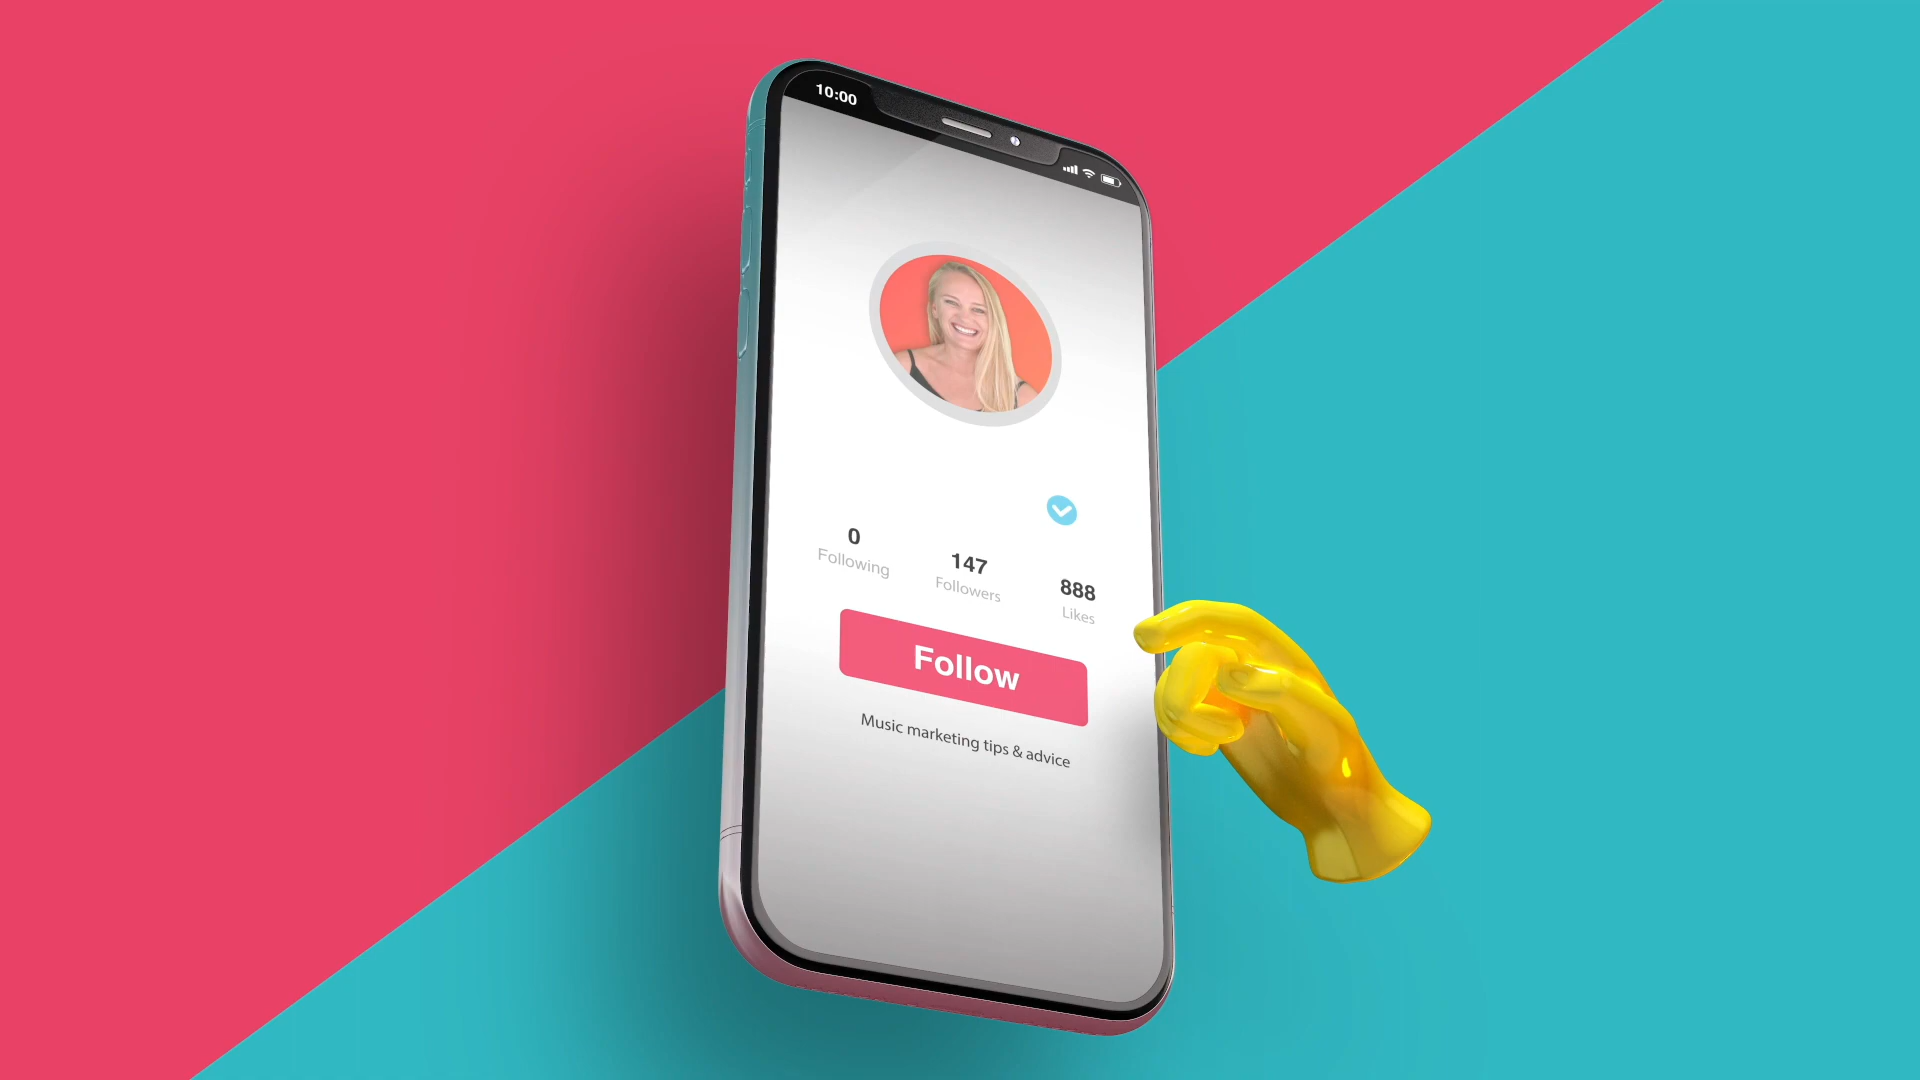 10:00
0
Following
147
Followers
888
Likes
Follow
Music marketing tips & advice